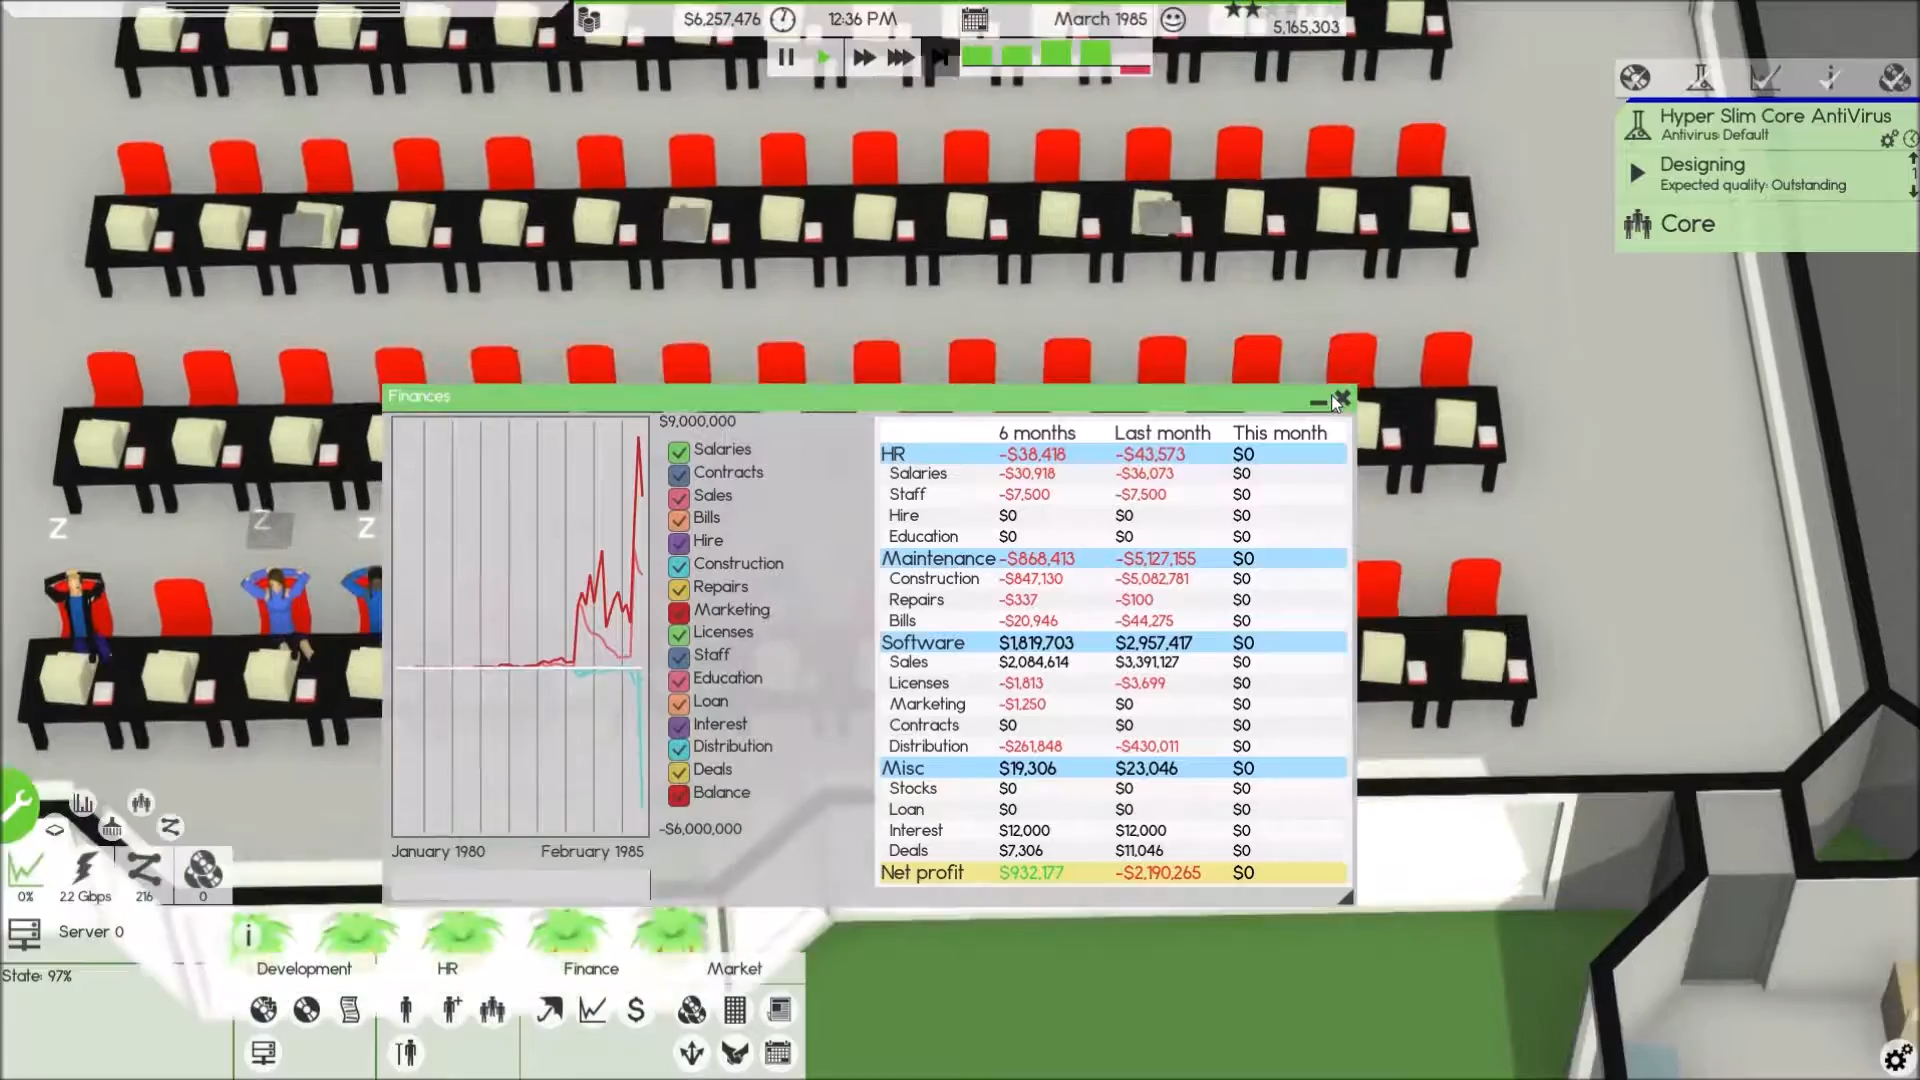 $6,257,476
12:36 PM
March 1985
5,165,303
Hyper Slim Core AntiVirus
Antivirus: Default
Designing
Expected quality: Outstanding
1
Core
Finances
$9,000,000
Salaries
Contracts
Sales
Bills
Hire
Construction
Repairs
Marketing
Licenses
Staff
Education
Loan
Interest
Distribution
Deals
Balance
-$6,000,000
January 1980
February 1985
6 months Last month This month
HR -$38,418 -$43,573 $0
Salaries -$30,918 -$36,073 $0
Staff -$7,500 -$7,500 $0
Hire $0 $0 $0
Education $0 $0 $0
Maintenance -$868,413 -$5,127,155 $0
Construction -$847,130 -$5,082,781 $0
Repairs -$337 -$100 $0
Bills -$20,946 -$44,275 $0
Software $1,819,703 $2,957,417 $0
Sales $2,084,614 $3,391,127 $0
Licenses -$1,813 -$3,699 $0
Marketing -$1,250 $0 $0
Contracts $0 $0 $0
Distribution -$261,848 -$430,011 $0
Misc $19,306 $23,046 $0
Stocks $0 $0 $0
Loan $0 $0 $0
Interest $12,000 $12,000 $0
Deals $7,306 $11,046 $0
Net profit $932,177 -$2,190,265 $0
Z
Z
Z
0%
22 Gbps
216
0
Server 0
State: 97%
i
Development
HR
Finance
Market